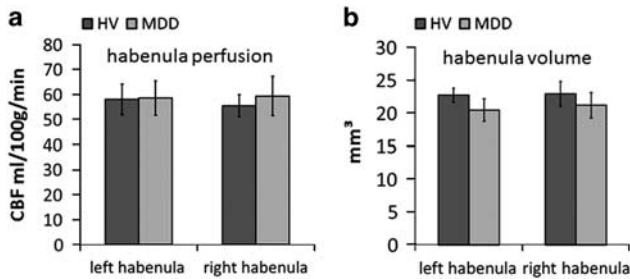 a
HV MDD
habenula perfusion
CBF ml/100g/min
80
70
60
50
40
30
20
10
0
left habenula right habenula
b
HV MDD
habenula volume
mm³
30
25
20
15
10
5
0
left habenula right habenula